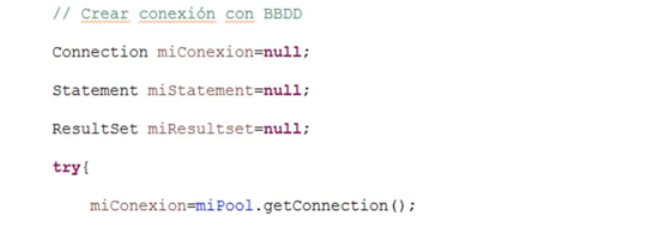 // Crear conexión con BBDD
Connection miConexion=null;
Statement miStatement=null;
ResultSet miResultset=null;
try{
miConexion=miPool.getConnection();